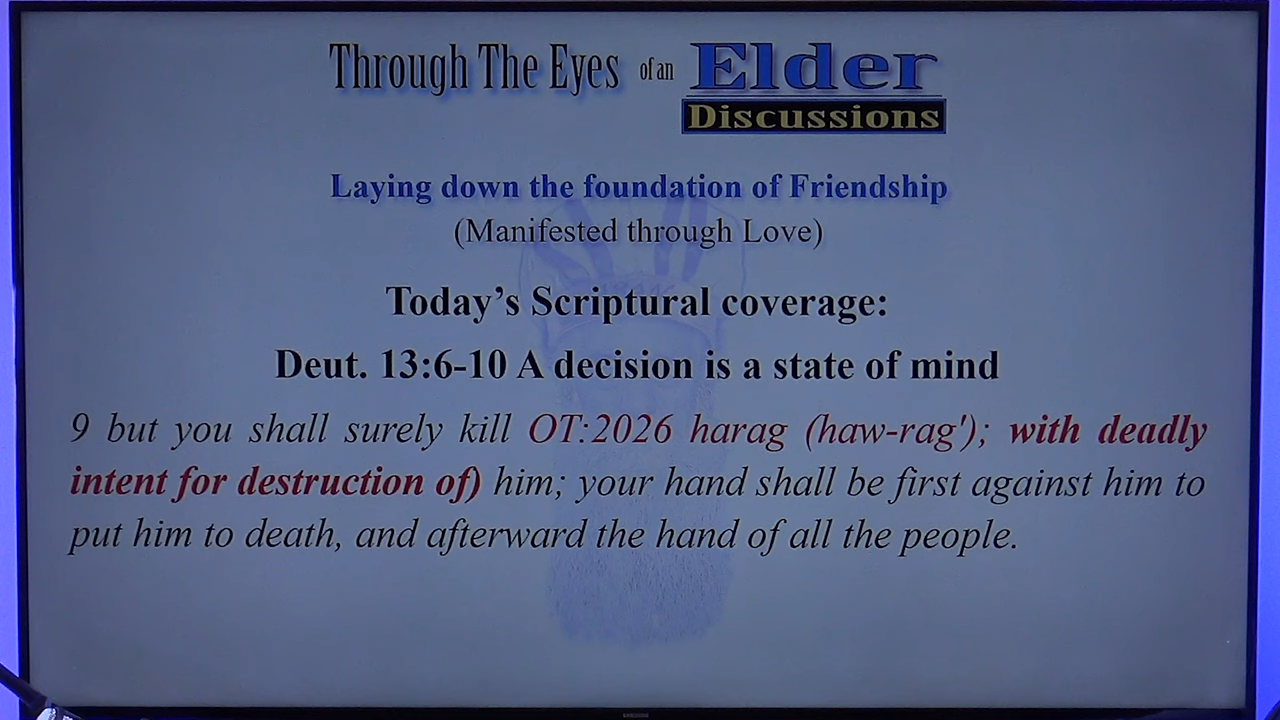 Through The Eyes of an Elder
Discussions
Laying down the foundation of Friendship
(Manifested through Love)
Today's Scriptural coverage:
Deut. 13:6-10 A decision is a state of mind
9 but you shall surely kill OT:2026 harag (haw-rag'); with deadly
intent for destruction of) him; your hand shall be first against him to
put him to death, and afterward the hand of all the people.